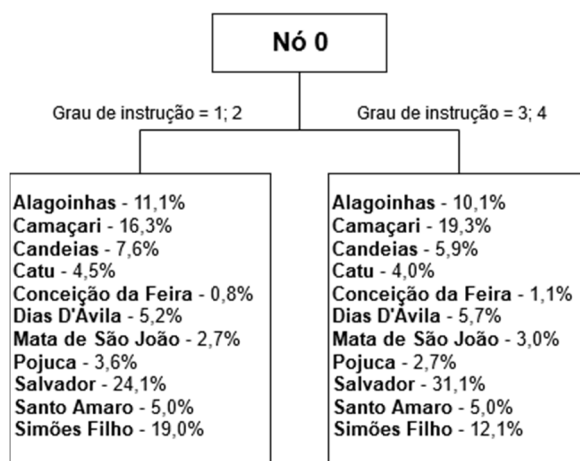 Nó 0
Grau de instrução = 1; 2
Grau de instrução = 3; 4
Alagoinhas - 11,1%
Camaçari - 16,3%
Candeias - 7,6%
Catu - 4,5%
Conceição da Feira - 0,8%
Dias D'Ávila - 5,2%
Mata de São João - 2,7%
Pojuca - 3,6%
Salvador - 24,1%
Santo Amaro - 5,0%
Simões Filho - 19,0%
Alagoinhas - 10,1%
Camaçari - 19,3%
Candeias - 5,9%
Catu - 4,0%
Conceição da Feira - 1,1%
Dias D'Ávila - 5,7%
Mata de São João - 3,0%
Pojuca - 2,7%
Salvador - 31,1%
Santo Amaro - 5,0%
Simões Filho - 12,1%